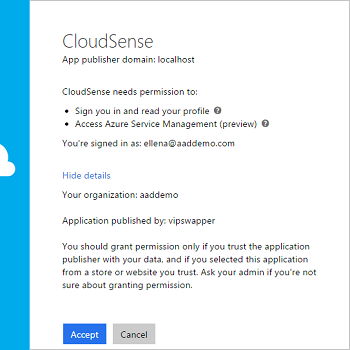 CloudSense
App publisher domain: localhost
CloudSense needs permission to:
• Sign you in and read your profile ?
• Access Azure Service Management (preview) ?
You're signed in as: ellena@aaddemo.com
Hide details
Your organization: aaddemo
Application published by: vipswapper
You should grant permission only if you trust the application
publisher with your data, and if you selected this application
from a store or website you trust. Ask your admin if you're not
sure about granting permission.
Accept Cancel